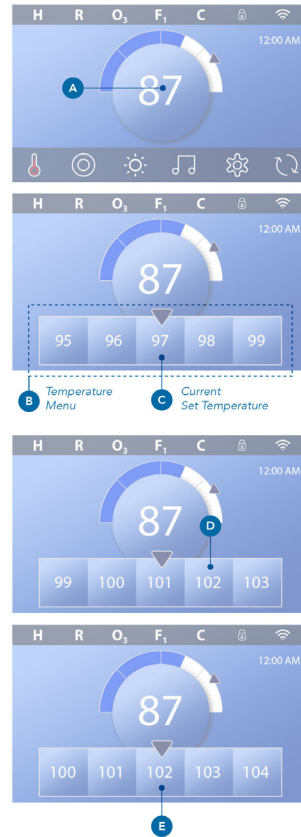 H R O₃ F₁ C
12:00 AM
A
87
H R O₃ F₁ C
12:00 AM
87
95 96 97 98 99
B Temperature Menu
C Current Set Temperature
H R O₃ F₁ C
12:00 AM
87
D
99 100 101 102 103
H R O₃ F₁ C
12:00 AM
87
100 101 102 103 104
E